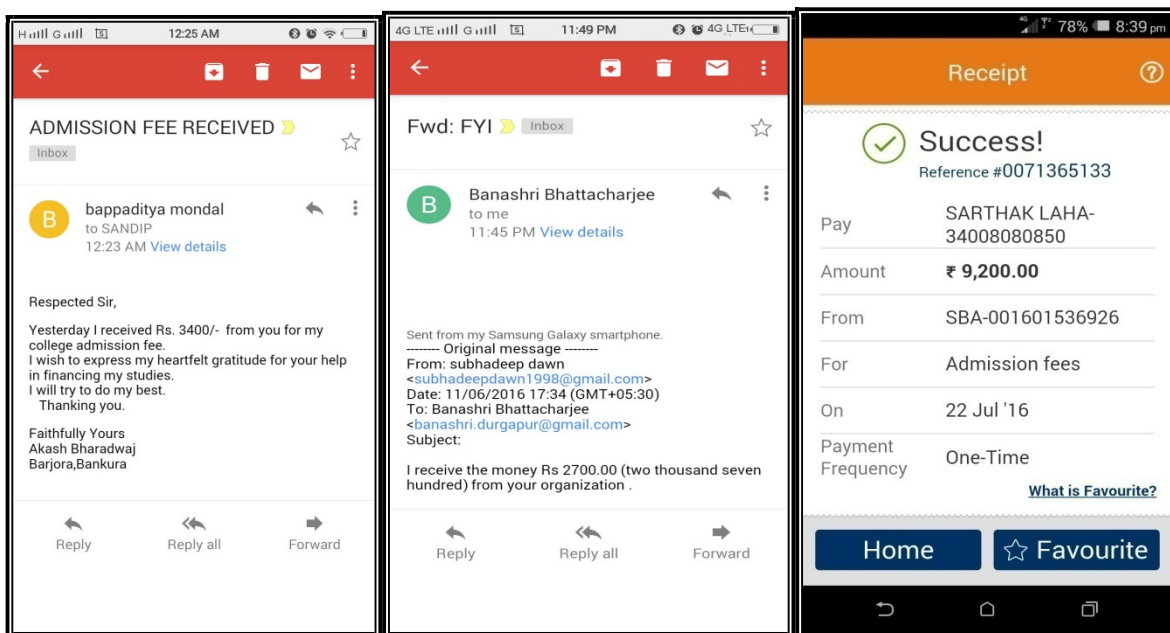 H G S 12:25 AM
ADMISSION FEE RECEIVED
Inbox
B
bappaditya mondal
to SANDIP
12:23 AM View details
Respected Sir,
Yesterday I received Rs. 3400/- from you for my
college admission fee.
I wish to express my heartfelt gratitude for your help
in financing my studies.
I will try to do my best.
Thanking you.
Faithfully Yours
Akash Bharadwaj
Barjora,Bankura
Reply Reply all Forward
4G LTE G S 11:49 PM 4G LTE
Fwd: FYI Inbox
B
Banashri Bhattacharjee
to me
11:45 PM View details
Sent from my Samsung Galaxy smartphone.
-------- Original message --------
From: subhadeep dawn
<subhadeepdawn1998@gmail.com>
Date: 11/06/2016 17:34 (GMT+05:30)
To: Banashri Bhattacharjee
<banashri.durgapur@gmail.com>
Subject:
I receive the money Rs 2700.00 (two thousand seven
hundred) from your organization .
Reply Reply all Forward
4G 78% 8:39 pm
Receipt ?
Success!
Reference #0071365133
Pay SARTHAK LAHA-
34008080850
Amount ₹ 9,200.00
From SBA-001601536926
For Admission fees
On 22 Jul '16
Payment
Frequency One-Time
What is Favourite?
Home Favourite